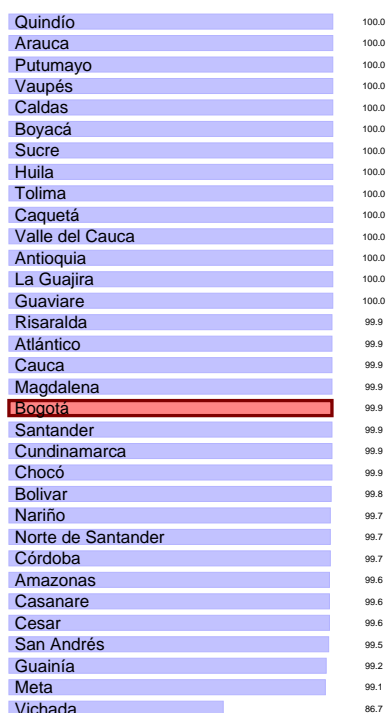 Quindío 100.0
Arauca 100.0
Putumayo 100.0
Vaupés 100.0
Caldas 100.0
Boyacá 100.0
Sucre 100.0
Huila 100.0
Tolima 100.0
Caquetá 100.0
Valle del Cauca 100.0
Antioquia 100.0
La Guajira 100.0
Guaviare 100.0
Risaralda 99.9
Atlántico 99.9
Cauca 99.9
Magdalena 99.9
Bogotá 99.9
Santander 99.9
Cundinamarca 99.9
Chocó 99.9
Bolivar 99.8
Nariño 99.7
Norte de Santander 99.7
Córdoba 99.7
Amazonas 99.6
Casanare 99.6
Cesar 99.6
San Andrés 99.5
Guainía 99.2
Meta 99.1
Vichada 86.7